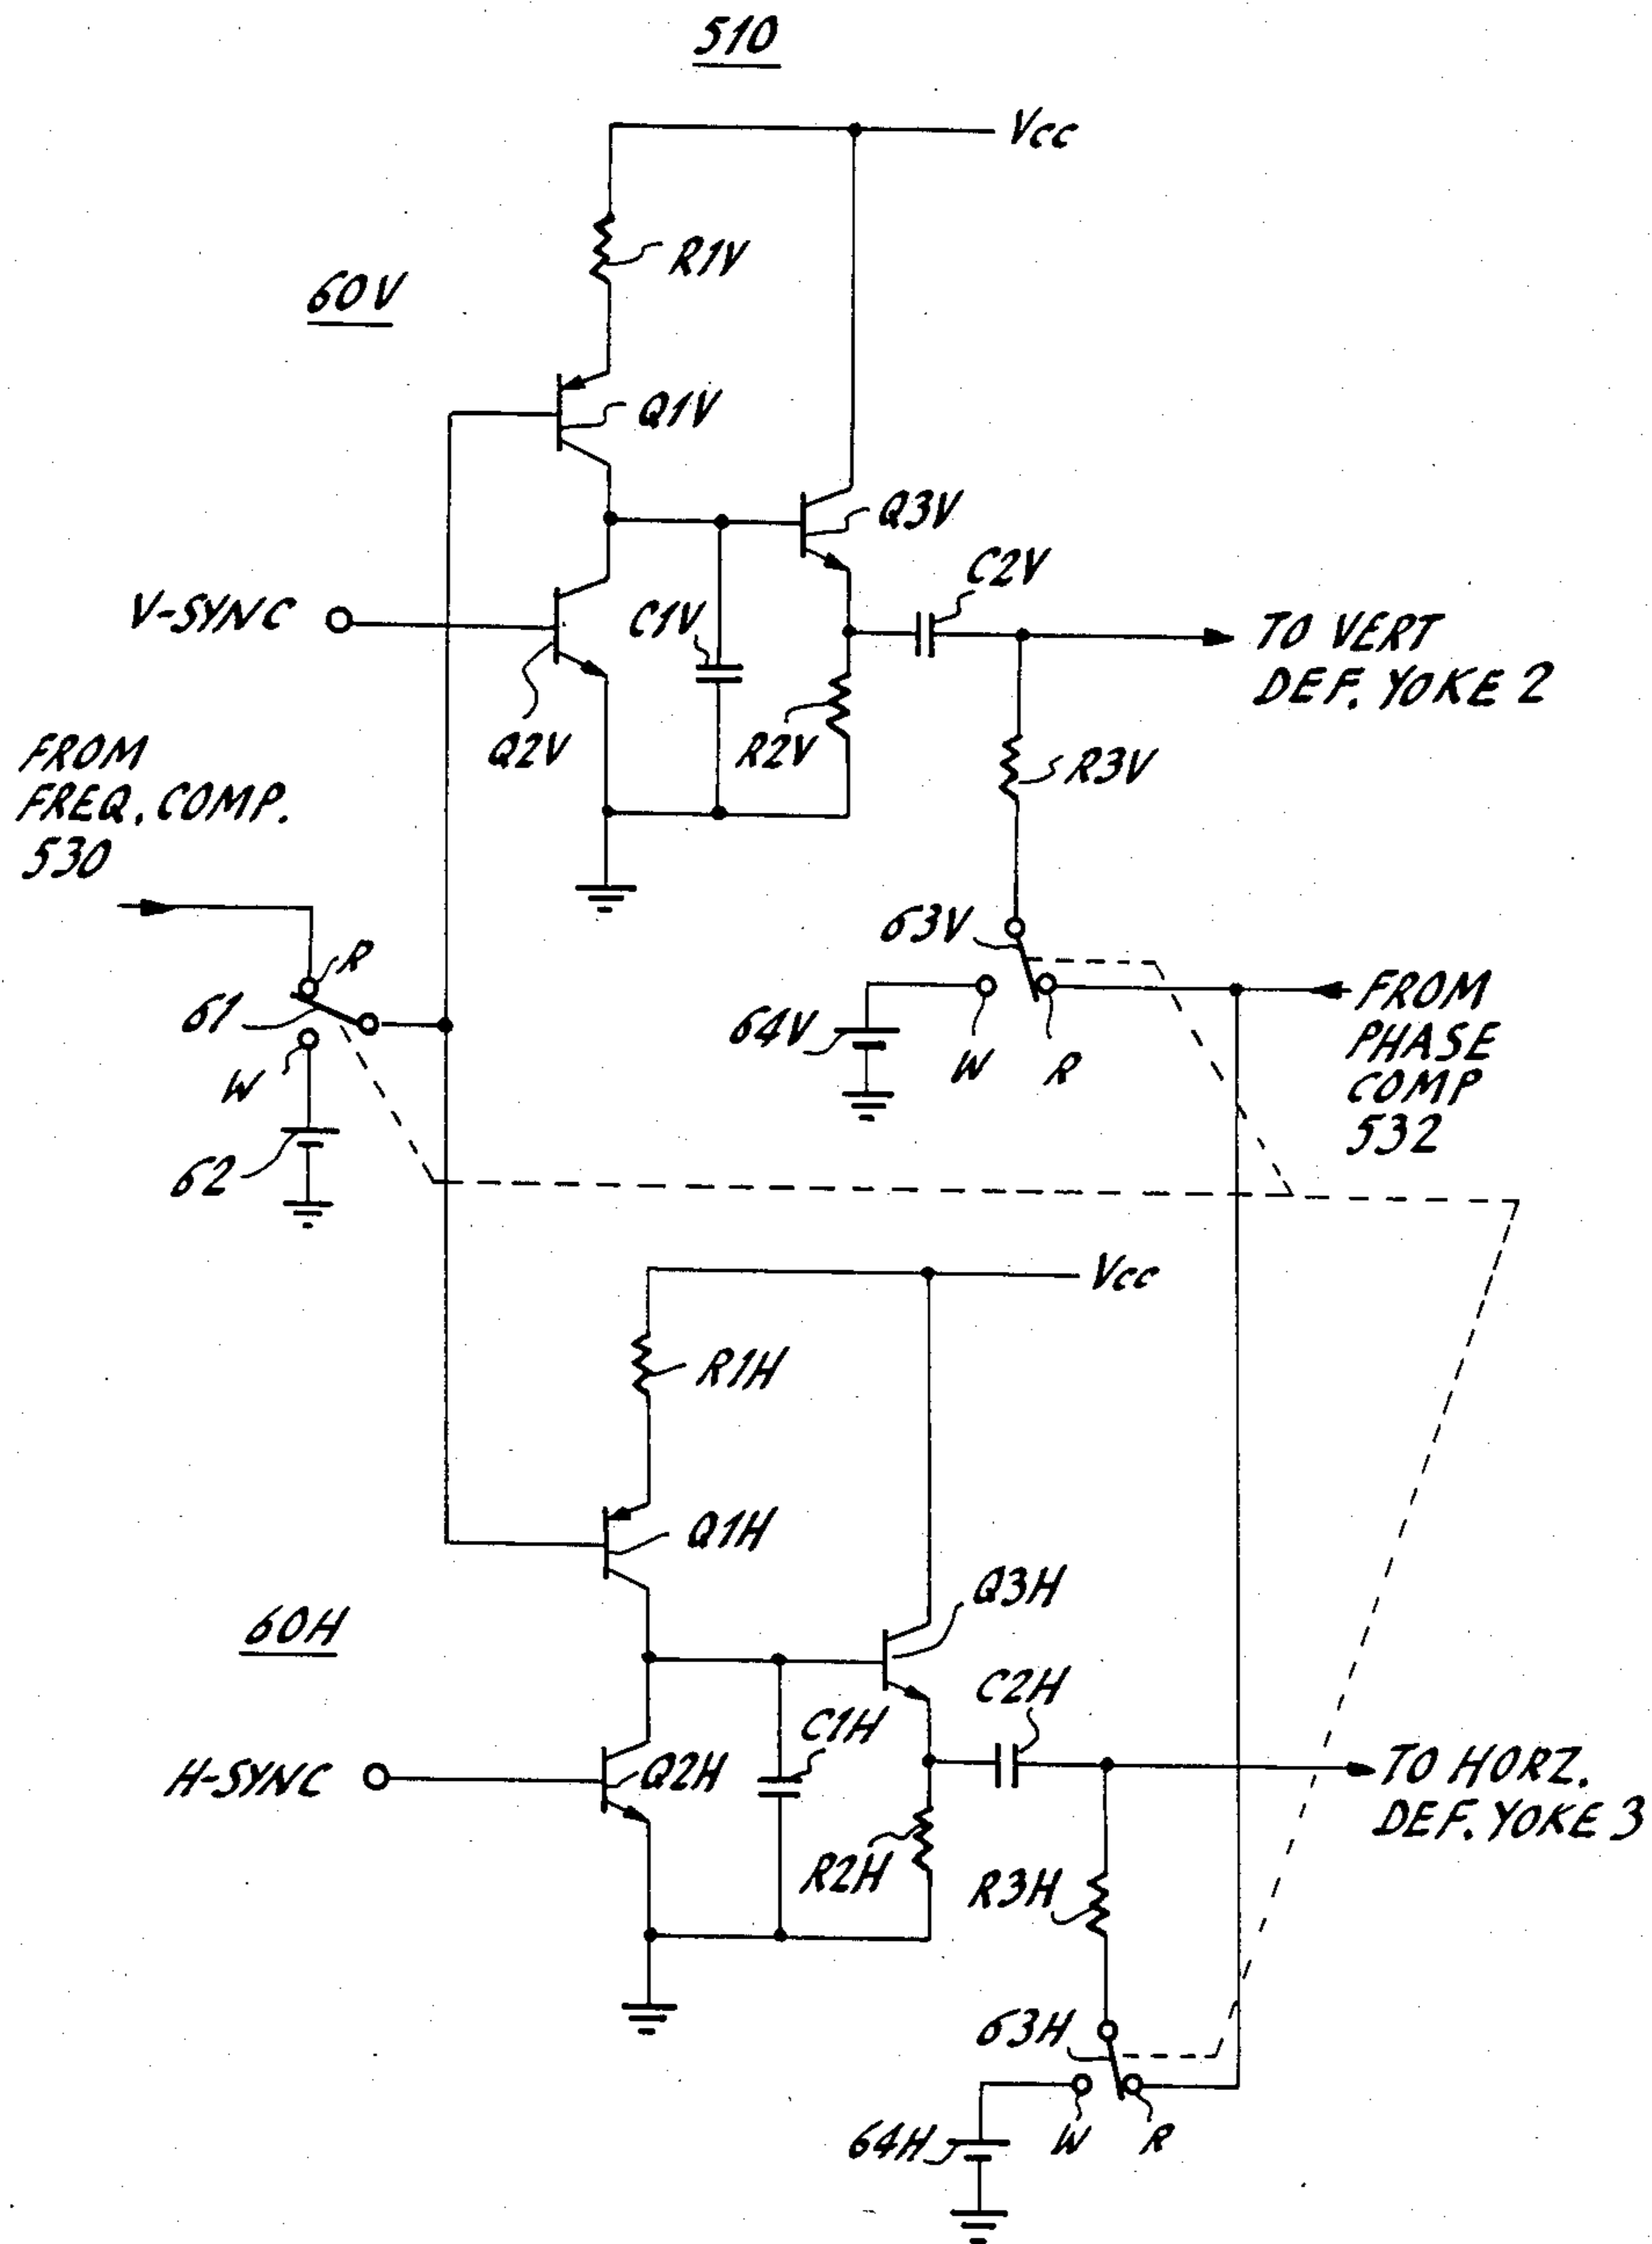 510
Vcc
R1V
60V
Q1V
Q3V
C2V
V-SYNC
C1V
TO VERT
DEF. YOKE 2
Q2V
R2V
R3V
FROM
FREQ. COMP.
530
63V
R
61
W
62
64V
W
R
FROM
PHASE
COMP
532
Vcc
R1H
Q1H
Q3H
60H
C2H
C1H
H-SYNC
Q2H
TO HORZ.
DEF. YOKE 3
R2H
R3H
63H
64H
W
R